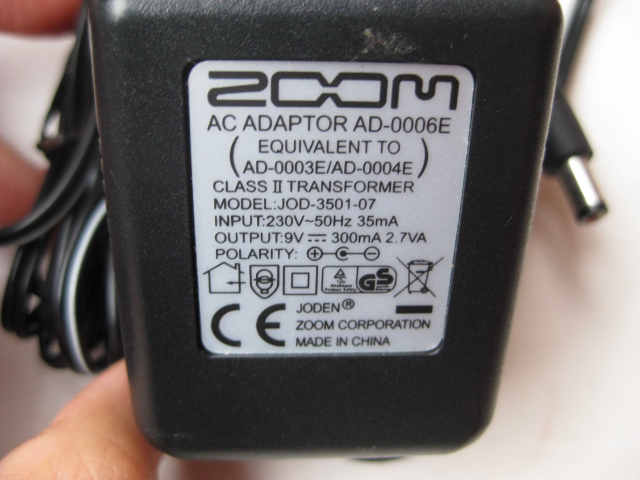 ZOOM
AC ADAPTOR AD-0006E
( EQUIVALENT TO
AD-0003E/AD-0004E )
CLASS II TRANSFORMER
MODEL:JOD-3501-07
INPUT:230V~50Hz 35mA
OUTPUT:9V⎓300mA 2.7VA
POLARITY: ⊕-C-⊖
GS
CE
JODEN®
ZOOM CORPORATION
MADE IN CHINA